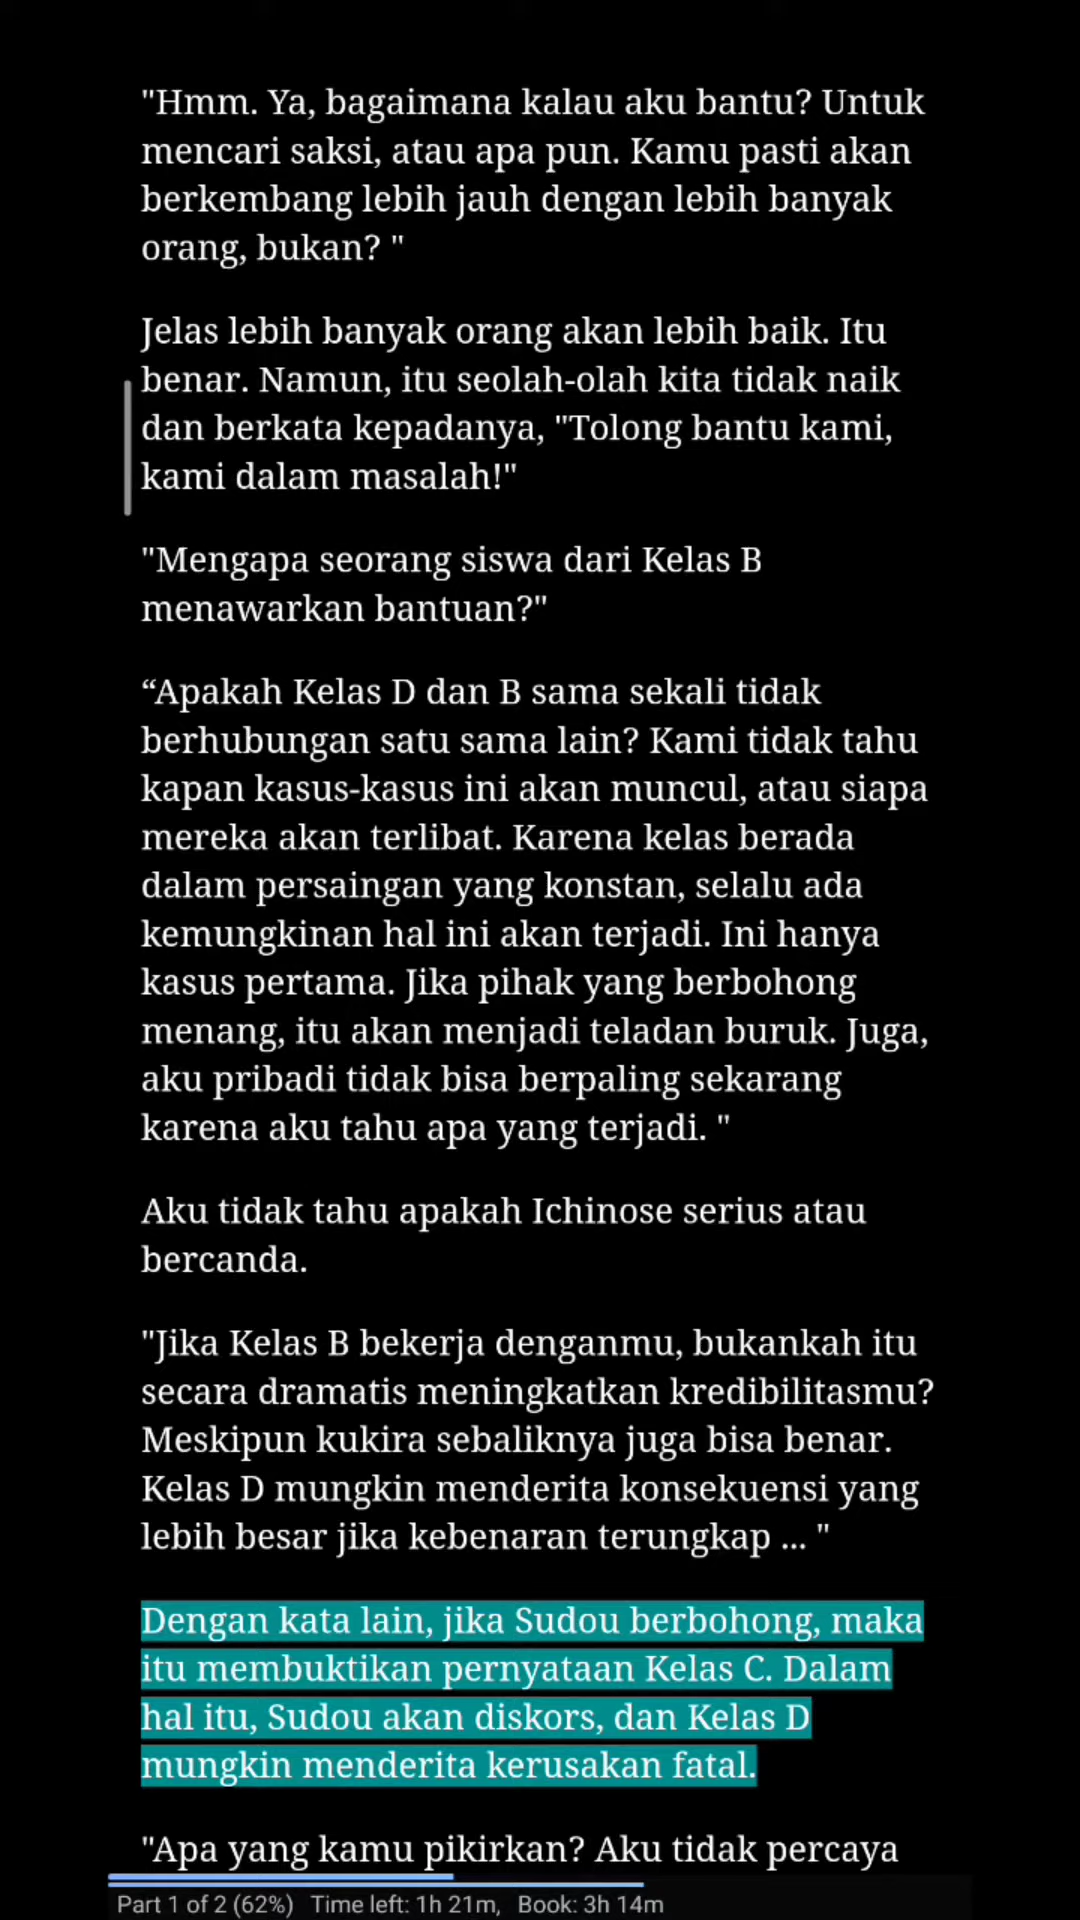 "Hmm. Ya, bagaimana kalau aku bantu? Untuk
mencari saksi, atau apa pun. Kamu pasti akan
berkembang lebih jauh dengan lebih banyak
orang, bukan? "
Jelas lebih banyak orang akan lebih baik. Itu
benar. Namun, itu seolah-olah kita tidak naik
dan berkata kepadanya, "Tolong bantu kami,
kami dalam masalah!"
"Mengapa seorang siswa dari Kelas B
menawarkan bantuan?"
“Apakah Kelas D dan B sama sekali tidak
berhubungan satu sama lain? Kami tidak tahu
kapan kasus-kasus ini akan muncul, atau siapa
mereka akan terlibat. Karena kelas berada
dalam persaingan yang konstan, selalu ada
kemungkinan hal ini akan terjadi. Ini hanya
kasus pertama. Jika pihak yang berbohong
menang, itu akan menjadi teladan buruk. Juga,
aku pribadi tidak bisa berpaling sekarang
karena aku tahu apa yang terjadi. "
Aku tidak tahu apakah Ichinose serius atau
bercanda.
"Jika Kelas B bekerja denganmu, bukankah itu
secara dramatis meningkatkan kredibilitasmu?
Meskipun kukira sebaliknya juga bisa benar.
Kelas D mungkin menderita konsekuensi yang
lebih besar jika kebenaran terungkap ... "
Dengan kata lain, jika Sudou berbohong, maka
itu membuktikan pernyataan Kelas C. Dalam
hal itu, Sudou akan diskors, dan Kelas D
mungkin menderita kerusakan fatal.
"Apa yang kamu pikirkan? Aku tidak percaya
Part 1 of 2 (62%) Time left: 1h 21m, Book: 3h 14m